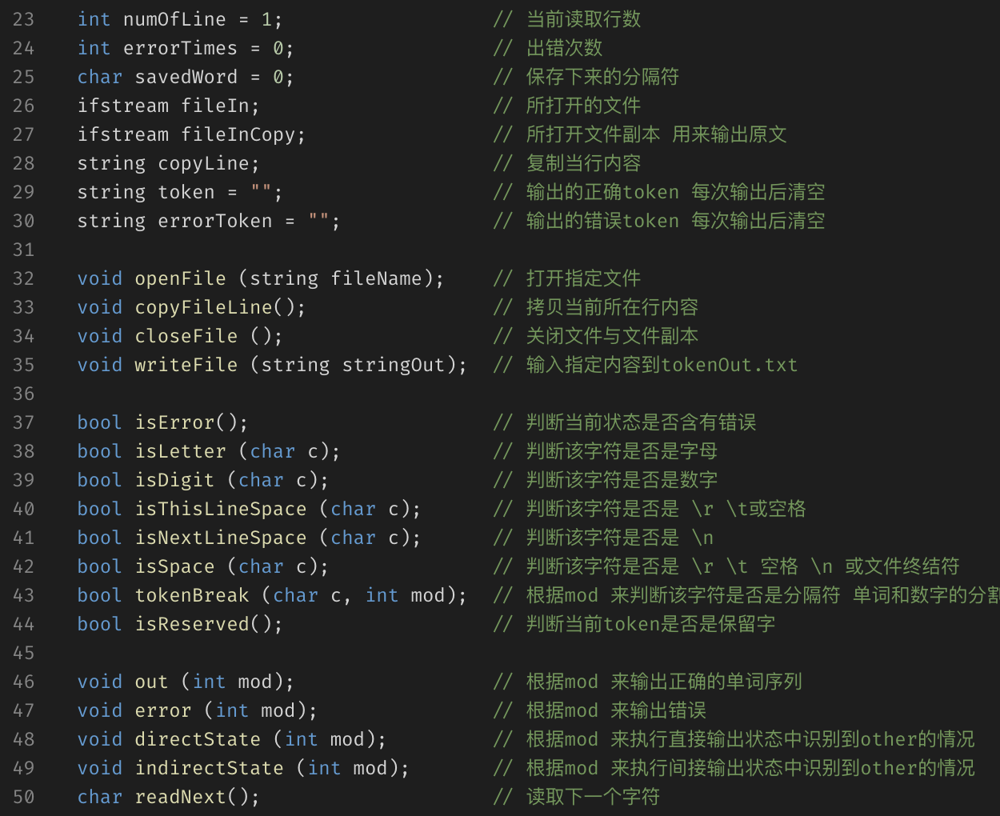 23 int numOfLine = 1; // 当前读取行数
24 int errorTimes = 0; // 出错次数
25 char savedWord = 0; // 保存下来的分隔符
26 ifstream fileIn; // 所打开的文件
27 ifstream fileInCopy; // 所打开文件副本 用来输出原文
28 string copyLine; // 复制当行内容
29 string token = ""; // 输出的正确token 每次输出后清空
30 string errorToken = ""; // 输出的错误token 每次输出后清空
31
32 void openFile (string fileName); // 打开指定文件
33 void copyFileLine(); // 拷贝当前所在行内容
34 void closeFile (); // 关闭文件与文件副本
35 void writeFile (string stringOut); // 输入指定内容到tokenOut.txt
36
37 bool isError(); // 判断当前状态是否含有错误
38 bool isLetter (char c); // 判断该字符是否是字母
39 bool isDigit (char c); // 判断该字符是否是数字
40 bool isThisLineSpace (char c); // 判断该字符是否是 \r \t或空格
41 bool isNextLineSpace (char c); // 判断该字符是否是 \n
42 bool isSpace (char c); // 判断该字符是否是 \r \t 空格 \n 或文件终结符
43 bool tokenBreak (char c, int mod); // 根据mod 来判断该字符是否是分隔符 单词和数字的分割
44 bool isReserved(); // 判断当前token是否是保留字
45
46 void out (int mod); // 根据mod 来输出正确的单词序列
47 void error (int mod); // 根据mod 来输出错误
48 void directState (int mod); // 根据mod 来执行直接输出状态中识别到other的情况
49 void indirectState (int mod); // 根据mod 来执行间接输出状态中识别到other的情况
50 char readNext(); // 读取下一个字符